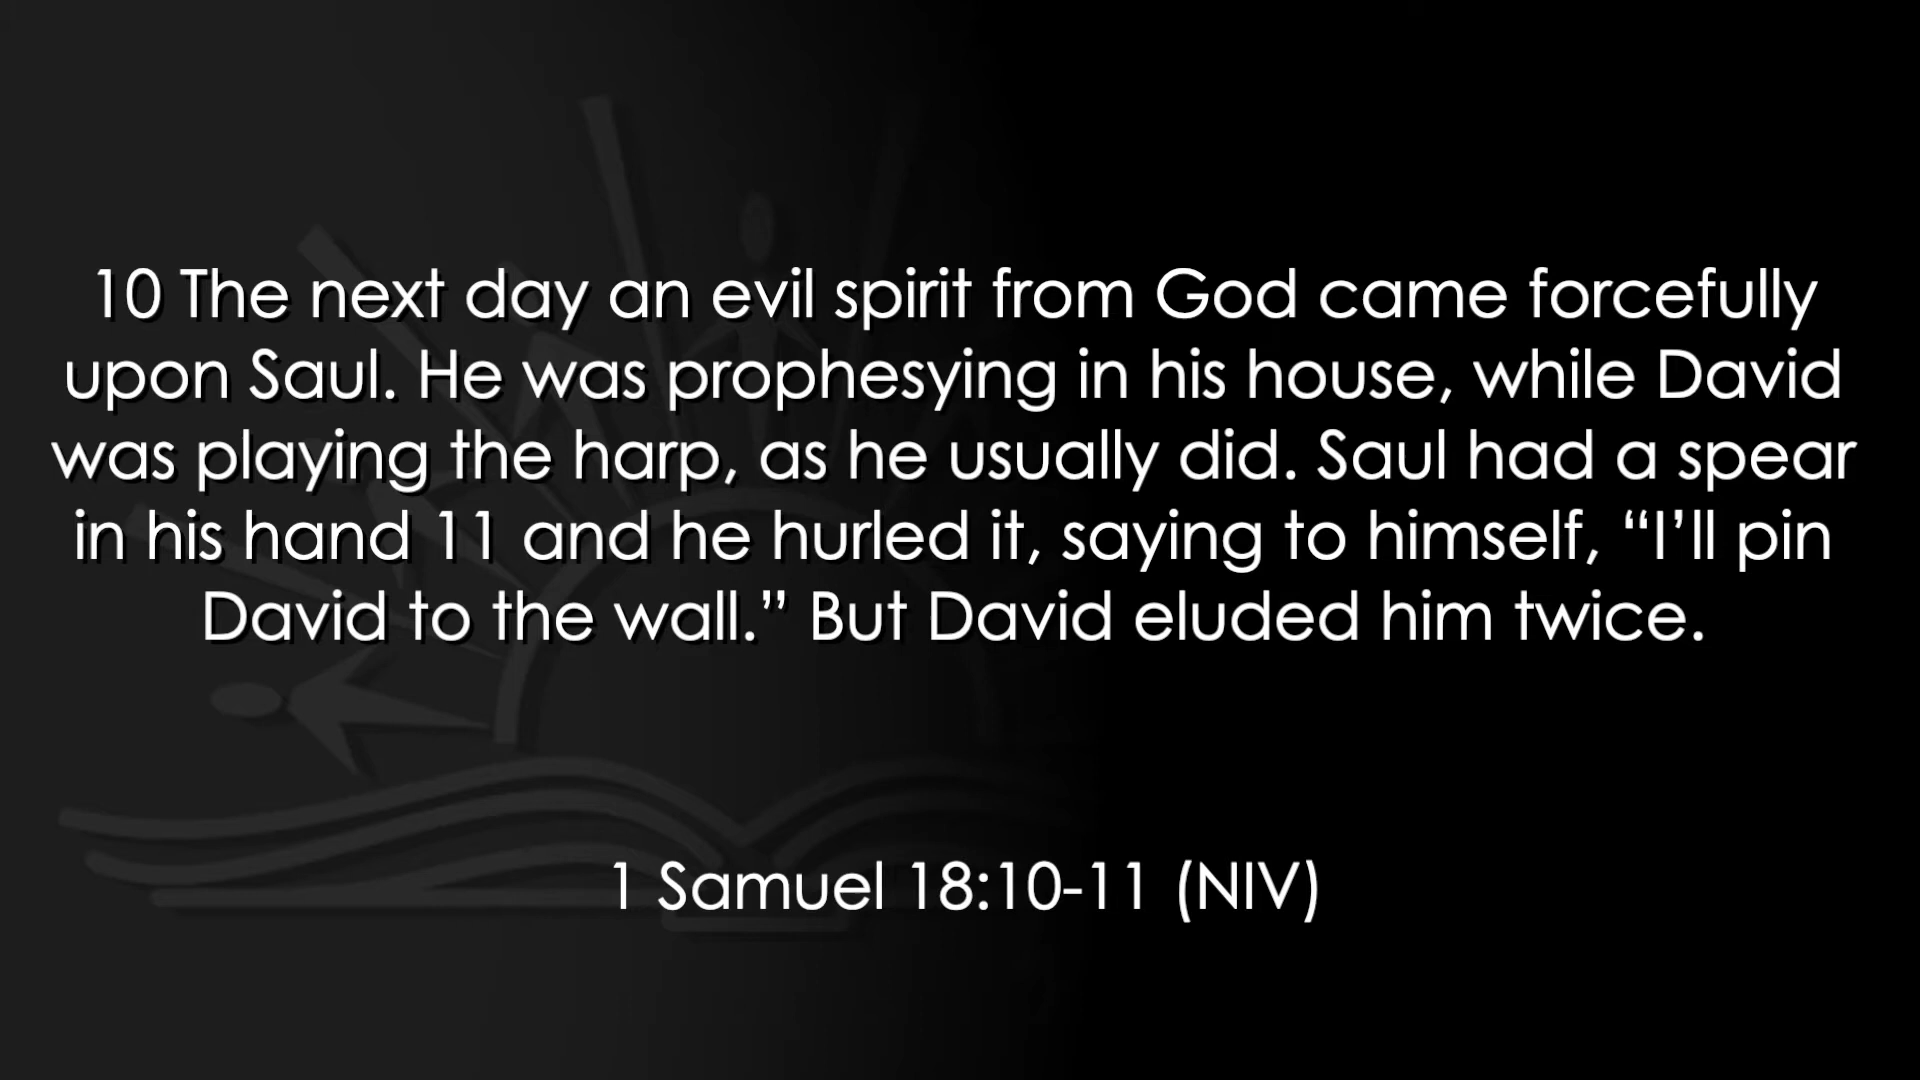 10 The next day an evil spirit from God came forcefully
upon Saul. He was prophesying in his house, while David
was playing the harp, as he usually did. Saul had a spear
in his hand 11 and he hurled it, saying to himself, “I’ll pin
David to the wall.” But David eluded him twice.
1 Samuel 18:10-11 (NIV)